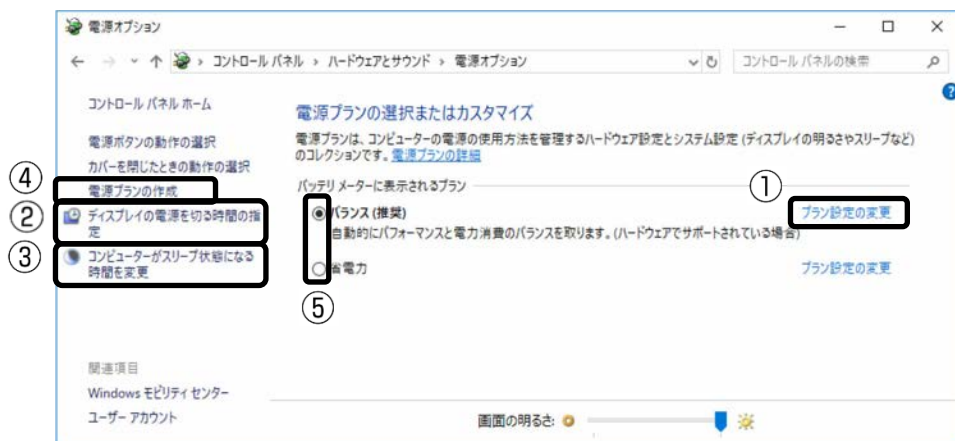 電源オプション
コントロール パネル › ハードウェアとサウンド › 電源オプション
コントロール パネルの検索
コントロール パネル ホーム
電源ボタンの動作の選択
カバーを閉じたときの動作の選択
④
電源プランの作成
②
ディスプレイの電源を切る時間の指
定
③
コンピューターがスリープ状態になる
時間を変更
関連項目
Windows モビリティ センター
ユーザー アカウント
電源プランの選択またはカスタマイズ
電源プランは、コンピューターの電源の使用方法を管理するハードウェア設定とシステム設定 (ディスプレイの明るさやスリープなど)
のコレクションです。電源プランの詳細
バッテリ メーターに表示されるプラン
①
バランス (推奨)
プラン設定の変更
自動的にパフォーマンスと電力消費のバランスを取ります。(ハードウェアでサポートされている場合)
省電力
プラン設定の変更
⑤
画面の明るさ: